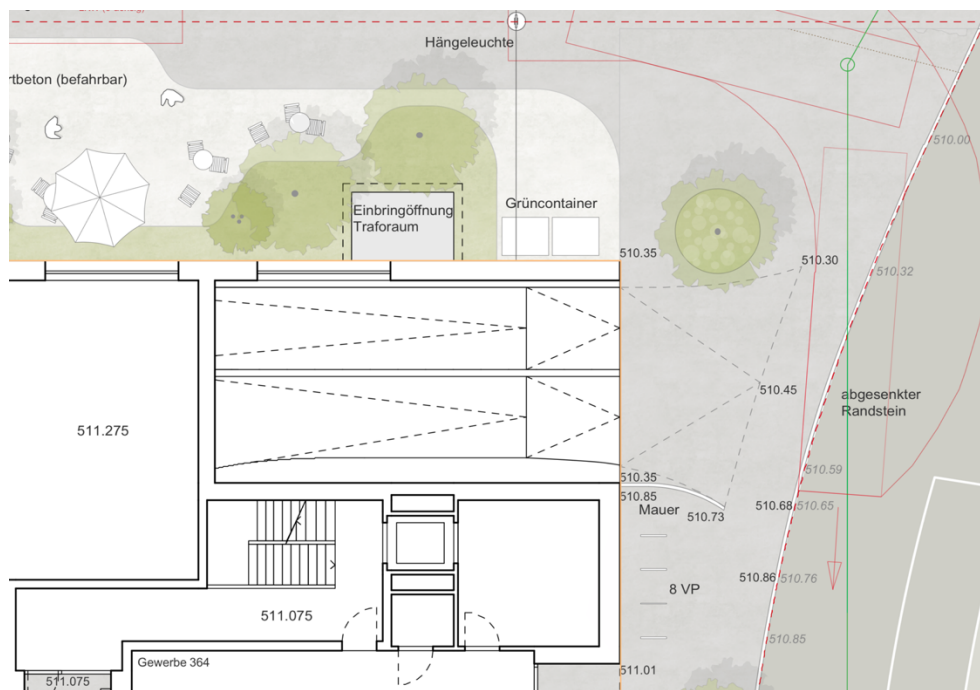 Hängeleuchte
rtbeton (befahrbar)
510.00
Einbringöffnung
Traforaum
Grüncontainer
510.35
510.30
510.32
510.45
abgesenkter
Randstein
511.275
510.59
510.35
510.85
Mauer
510.73
510.68
510.65
8 VP
510.86
510.76
511.075
510.85
Gewerbe 364
511.01
511.075